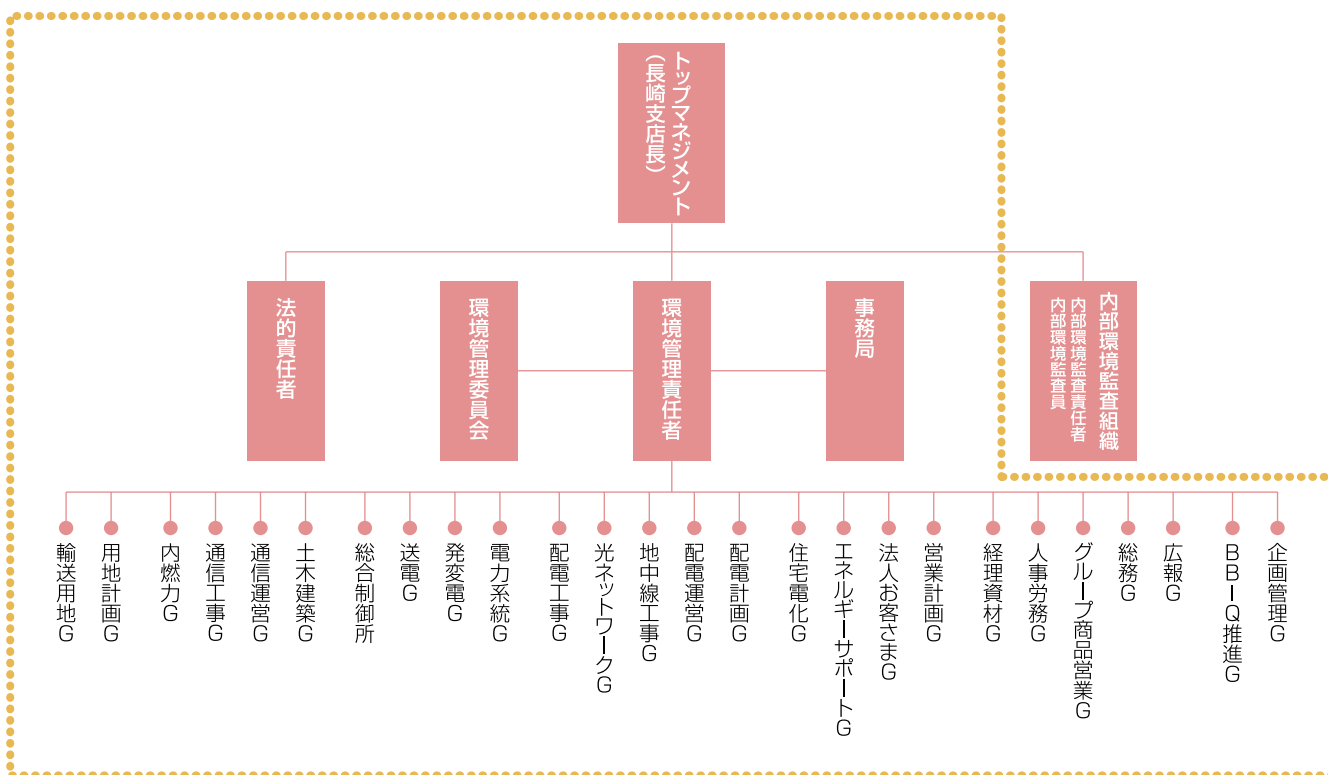 トップマネジメント
（長崎支店長）
内部環境監査組織
内部環境監査責任者
内部環境監査員
事務局
環境管理責任者
環境管理委員会
法的責任者
企画管理G
BBIQ推進G
広報G
総務G
グループ商品営業G
人事労務G
経理資材G
営業計画G
法人お客さまG
エネルギーサポートG
住宅電化G
配電計画G
配電運営G
地中線工事G
光ネットワークG
配電工事G
電力系統G
発変電G
送電G
総合制御所
土木建築G
通信運営G
通信工事G
内燃力G
用地計画G
輸送用地G